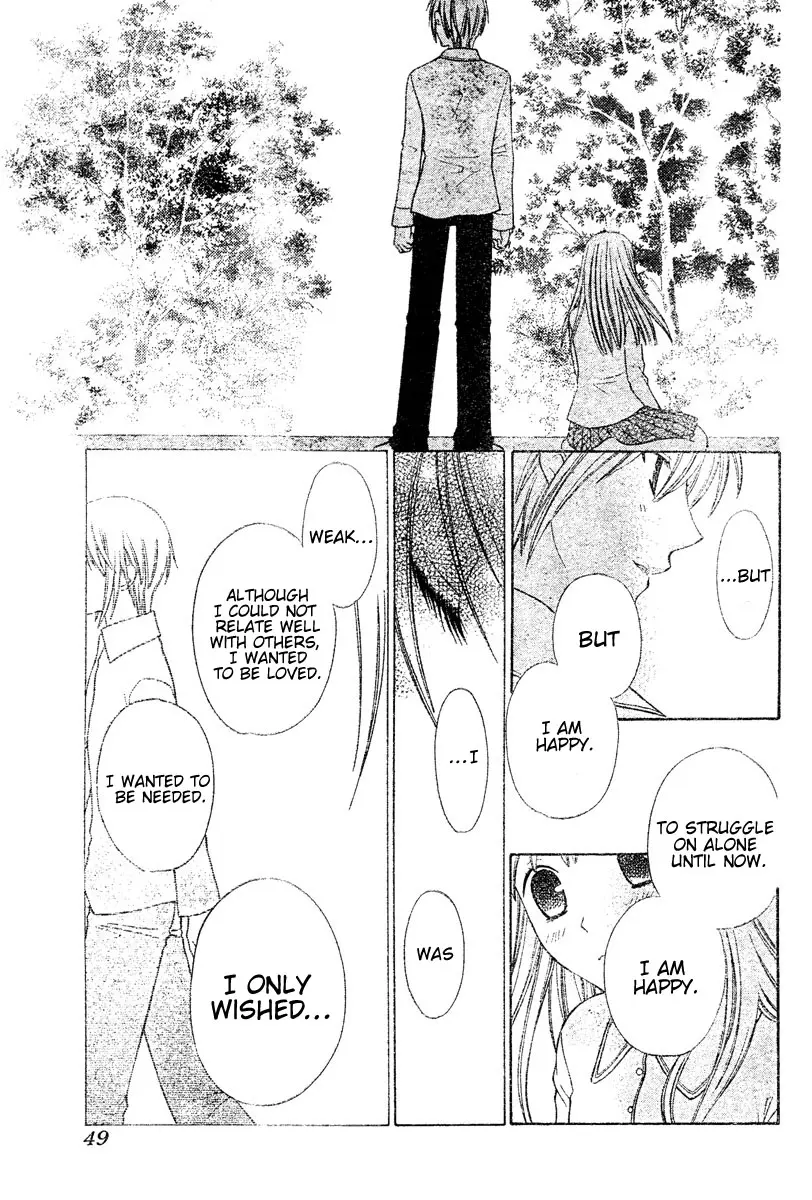 ...BUT
BUT
I AM
HAPPY.
TO STRUGGLE
ON ALONE
UNTIL NOW.
I AM
HAPPY.
...I
WAS
WEAK...
ALTHOUGH
I COULD NOT
RELATE WELL
WITH OTHERS,
I WANTED
TO BE LOVED.
I WANTED TO
BE NEEDED.
I ONLY
WISHED...
49